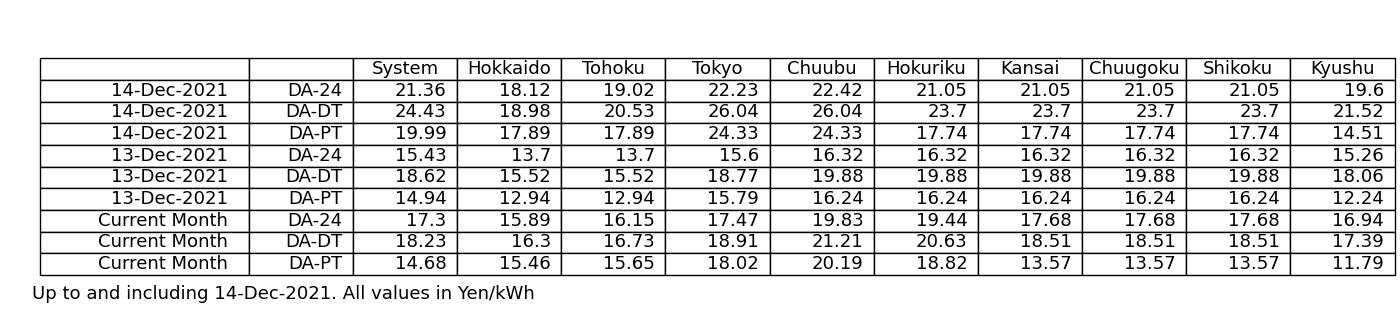 System Hokkaido Tohoku Tokyo Chuubu Hokuriku Kansai Chuugoku Shikoku Kyushu
14-Dec-2021 DA-24 21.36 18.12 19.02 22.23 22.42 21.05 21.05 21.05 21.05 19.6
14-Dec-2021 DA-DT 24.43 18.98 20.53 26.04 26.04 23.7 23.7 23.7 23.7 21.52
14-Dec-2021 DA-PT 19.99 17.89 17.89 24.33 24.33 17.74 17.74 17.74 17.74 14.51
13-Dec-2021 DA-24 15.43 13.7 13.7 15.6 16.32 16.32 16.32 16.32 16.32 15.26
13-Dec-2021 DA-DT 18.62 15.52 15.52 18.77 19.88 19.88 19.88 19.88 19.88 18.06
13-Dec-2021 DA-PT 14.94 12.94 12.94 15.79 16.24 16.24 16.24 16.24 16.24 12.24
Current Month DA-24 17.3 15.89 16.15 17.47 19.83 19.44 17.68 17.68 17.68 16.94
Current Month DA-DT 18.23 16.3 16.73 18.91 21.21 20.63 18.51 18.51 18.51 17.39
Current Month DA-PT 14.68 15.46 15.65 18.02 20.19 18.82 13.57 13.57 13.57 11.79
Up to and including 14-Dec-2021. All values in Yen/kWh